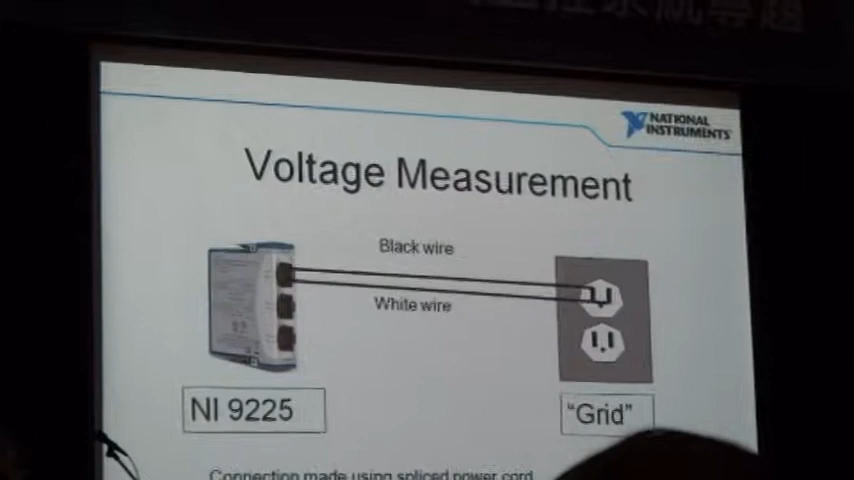 NATIONAL
INSTRUMENTS
Voltage Measurement
Black wire
White wire
NI 9225
“Grid”
Connection made using spliced power cord